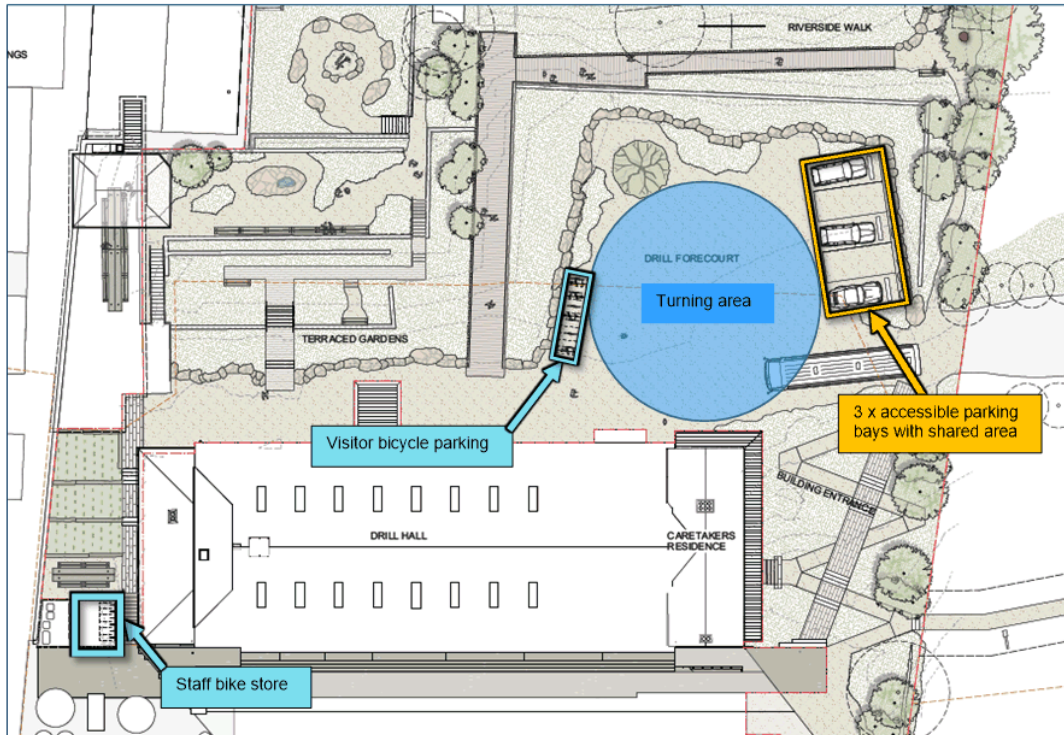 RIVERSIDE WALK
NGS
DRILL FORECOURT
Turning area
TERRACED GARDENS
3 x accessible parking
bays with shared area
Visitor bicycle parking
BUILDING ENTRANCE
DRILL HALL
CARETAKERS
RESIDENCE
Staff bike store